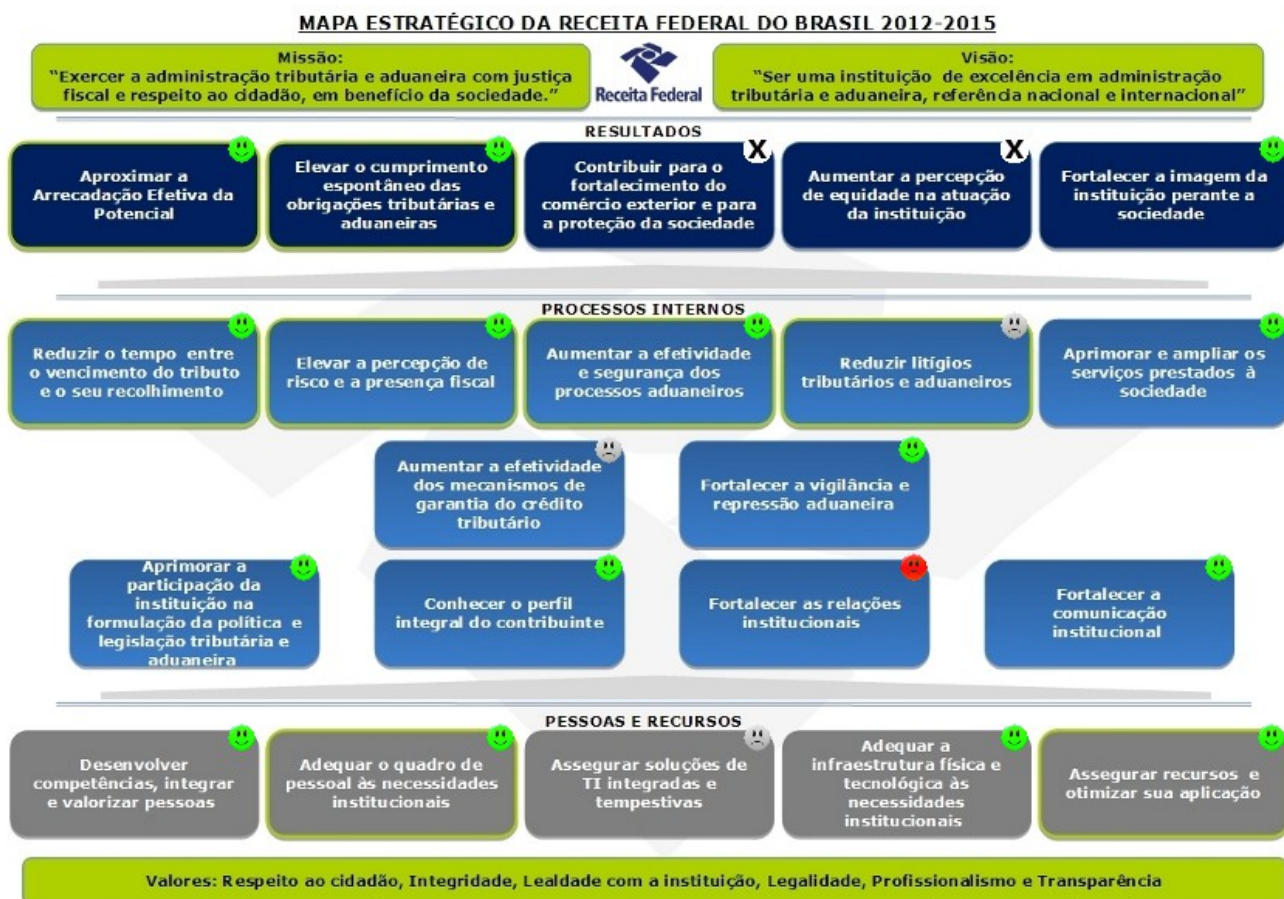 MAPA ESTRATÉGICO DA RECEITA FEDERAL DO BRASIL 2012-2015
Missão:
“Exercer a administração tributária e aduaneira com justiça
fiscal e respeito ao cidadão, em benefício da sociedade.”
Receita Federal
Visão:
“Ser uma instituição de excelência em administração
tributária e aduaneira, referência nacional e internacional”
RESULTADOS
Aproximar a
Arrecadação Efetiva da
Potencial
Elevar o cumprimento
espontâneo das
obrigações tributárias e
aduaneiras
X
Contribuir para o
fortalecimento do
comércio exterior e para
a proteção da sociedade
X
Aumentar a percepção
de equidade na atuação
da instituição
Fortalecer a imagem da
instituição perante a
sociedade
PROCESSOS INTERNOS
Reduzir o tempo entre
o vencimento do tributo
e o seu recolhimento
Elevar a percepção de
risco e a presença fiscal
Aumentar a efetividade
e segurança dos
processos aduaneiros
Reduzir litígios
tributários e aduaneiros
Aprimorar e ampliar os
serviços prestados à
sociedade
Aumentar a efetividade
dos mecanismos de
garantia do crédito
tributário
Fortalecer a vigilância e
repressão aduaneira
Aprimorar a
participação da
instituição na
formulação da política e
legislação tributária e
aduaneira
Conhecer o perfil
integral do contribuinte
Fortalecer as relações
institucionais
Fortalecer a
comunicação
institucional
PESSOAS E RECURSOS
Desenvolver
competências, integrar
e valorizar pessoas
Adequar o quadro de
pessoal às necessidades
institucionais
Assegurar soluções de
TI integradas e
tempestivas
Adequar a
infraestrutura física e
tecnológica às
necessidades
institucionais
Assegurar recursos e
otimizar sua aplicação
Valores: Respeito ao cidadão, Integridade, Lealdade com a instituição, Legalidade, Profissionalismo e Transparência